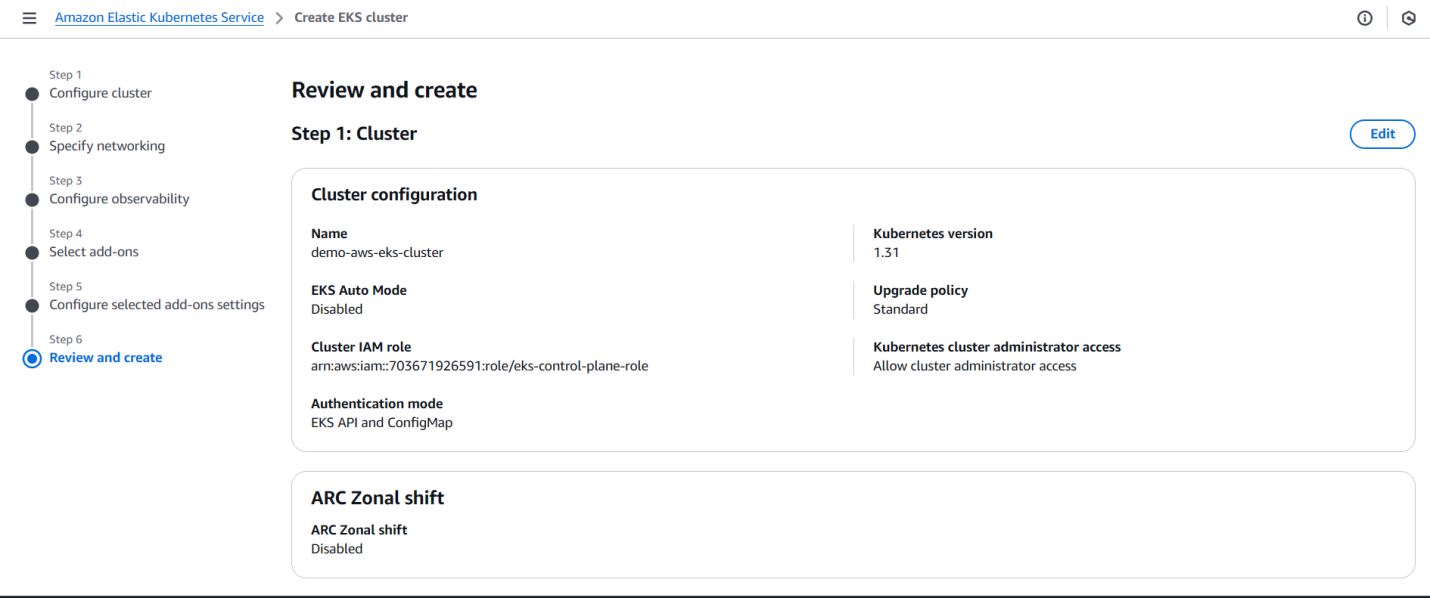 Amazon Elastic Kubernetes Service > Create EKS cluster
Step 1
Configure cluster
Step 2
Specify networking
Step 3
Configure observability
Step 4
Select add-ons
Step 5
Configure selected add-ons settings
Step 6
Review and create
Review and create
Step 1: Cluster
Edit
Cluster configuration
Name
demo-aws-eks-cluster
Kubernetes version
1.31
EKS Auto Mode
Disabled
Upgrade policy
Standard
Cluster IAM role
arn:aws:iam::703671926591:role/eks-control-plane-role
Kubernetes cluster administrator access
Allow cluster administrator access
Authentication mode
EKS API and ConfigMap
ARC Zonal shift
ARC Zonal shift
Disabled